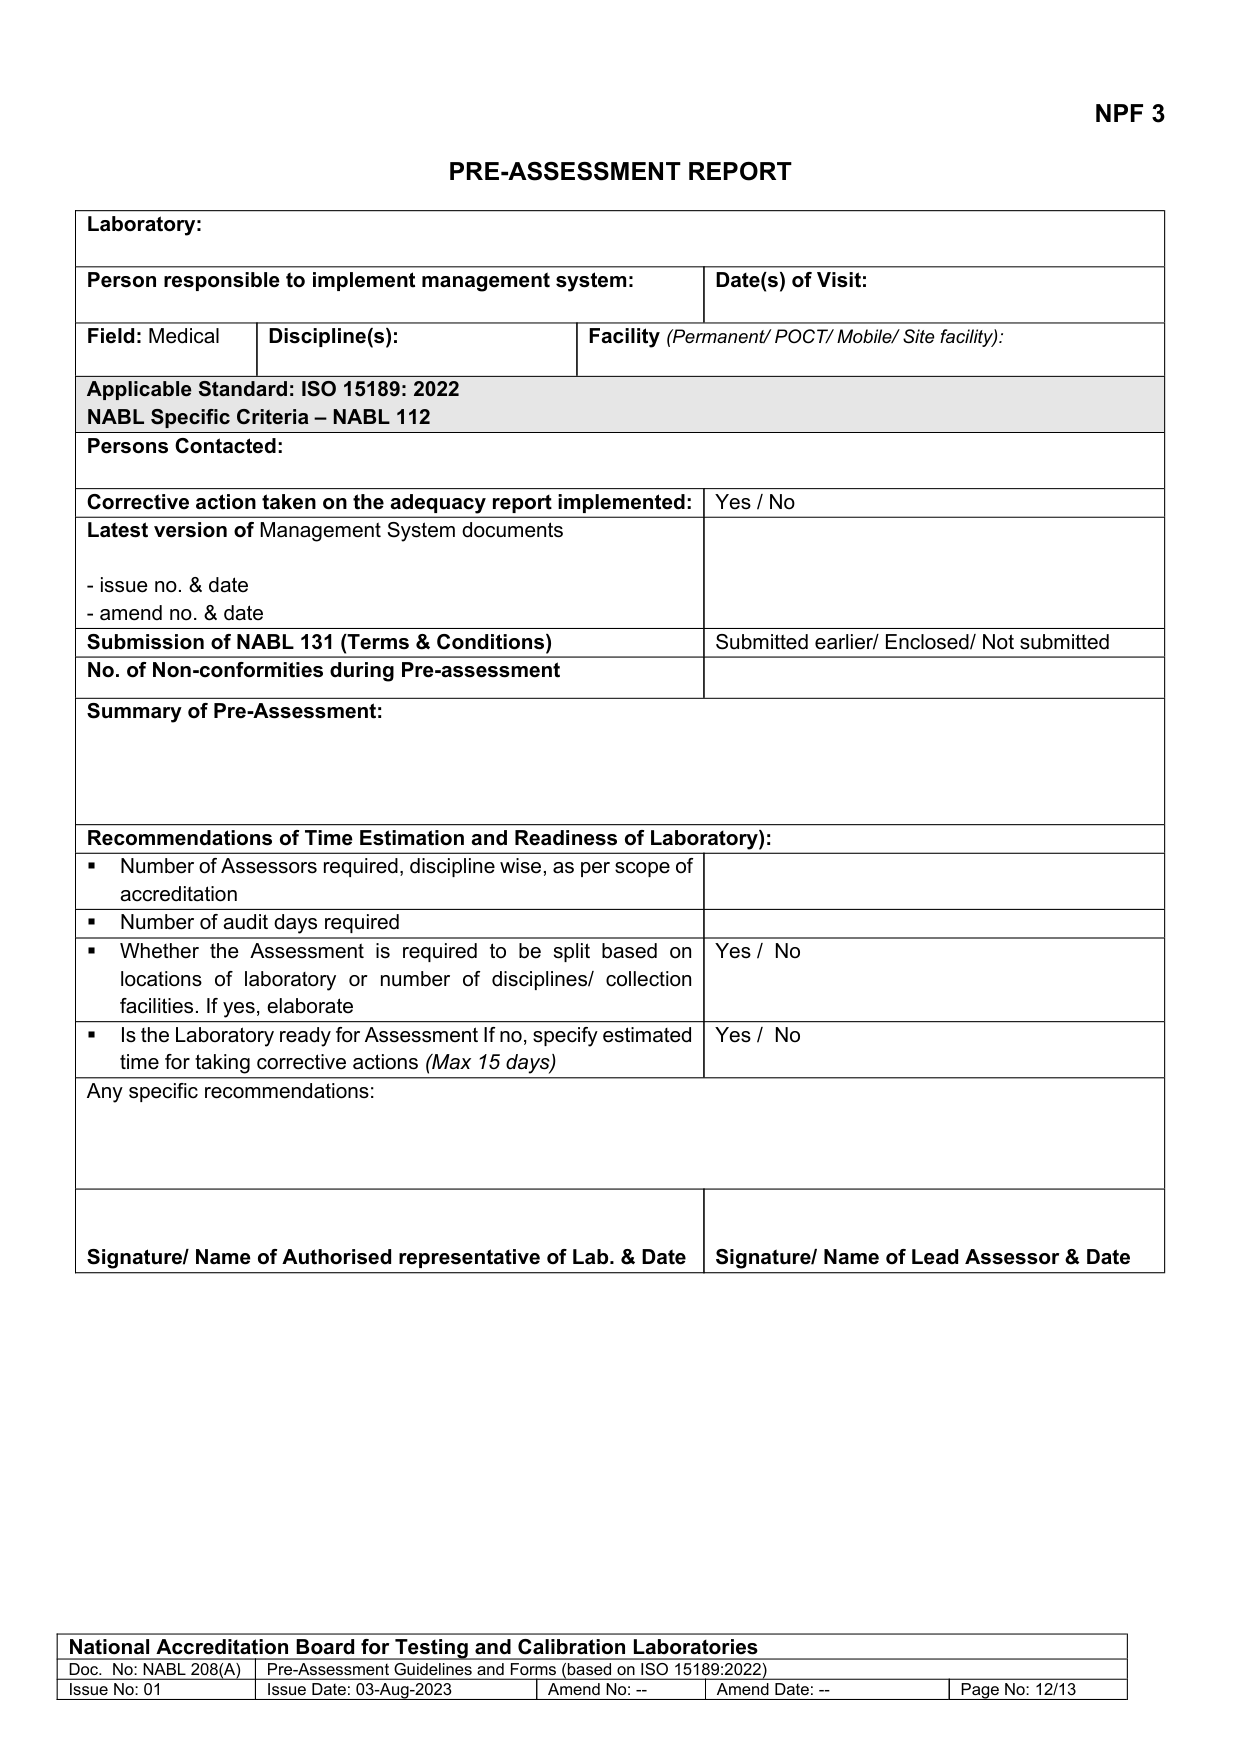 NPF 3
PRE-ASSESSMENT REPORT
Laboratory:
Person responsible to implement management system:
Date(s) of Visit:
Field: Medical
Discipline(s):
Facility (Permanent/ POCT/ Mobile/ Site facility):
Applicable Standard: ISO 15189: 2022
NABL Specific Criteria – NABL 112
Persons Contacted:
Corrective action taken on the adequacy report implemented:
Yes / No
Latest version of Management System documents
- issue no. & date
- amend no. & date
Submission of NABL 131 (Terms & Conditions)
Submitted earlier/ Enclosed/ Not submitted
No. of Non-conformities during Pre-assessment
Summary of Pre-Assessment:
Recommendations of Time Estimation and Readiness of Laboratory):
▪ Number of Assessors required, discipline wise, as per scope of
accreditation
▪ Number of audit days required
▪ Whether the Assessment is required to be split based on
locations of laboratory or number of disciplines/ collection
facilities. If yes, elaborate
Yes / No
▪ Is the Laboratory ready for Assessment If no, specify estimated
time for taking corrective actions (Max 15 days)
Yes / No
Any specific recommendations:
Signature/ Name of Authorised representative of Lab. & Date
Signature/ Name of Lead Assessor & Date
National Accreditation Board for Testing and Calibration Laboratories
Doc. No: NABL 208(A)
Pre-Assessment Guidelines and Forms (based on ISO 15189:2022)
Issue No: 01
Issue Date: 03-Aug-2023
Amend No: --
Amend Date: --
Page No: 12/13